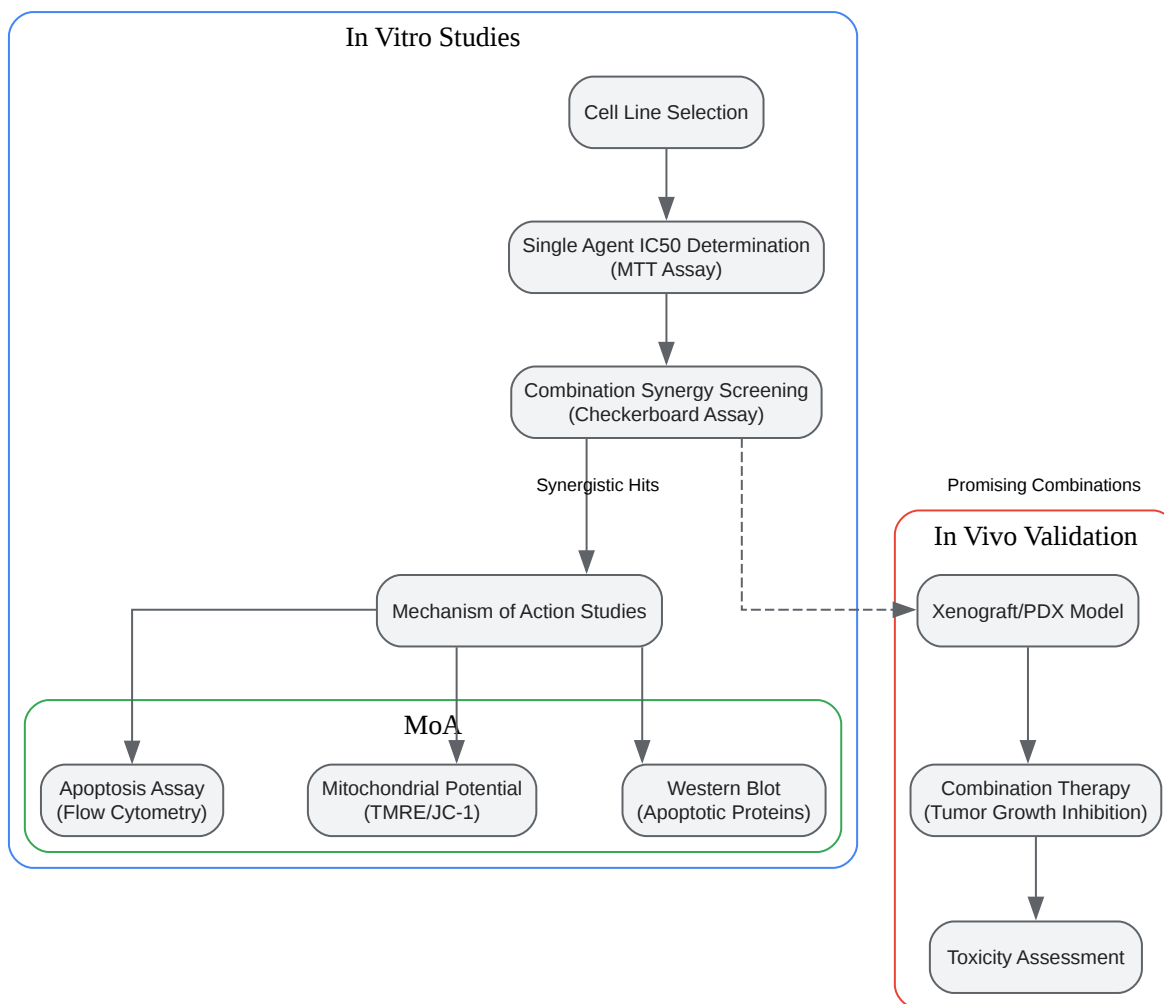 In Vitro Studies
Cell Line Selection
Single Agent IC50 Determination
(MTT Assay)
Combination Synergy Screening
(Checkerboard Assay)
Synergistic Hits
Promising Combinations
In Vivo Validation
Mechanism of Action Studies
Xenograft/PDX Model
MoA
Apoptosis Assay
(Flow Cytometry)
Mitochondrial Potential
(TMRE/JC-1)
Western Blot
(Apoptotic Proteins)
Combination Therapy
(Tumor Growth Inhibition)
Toxicity Assessment